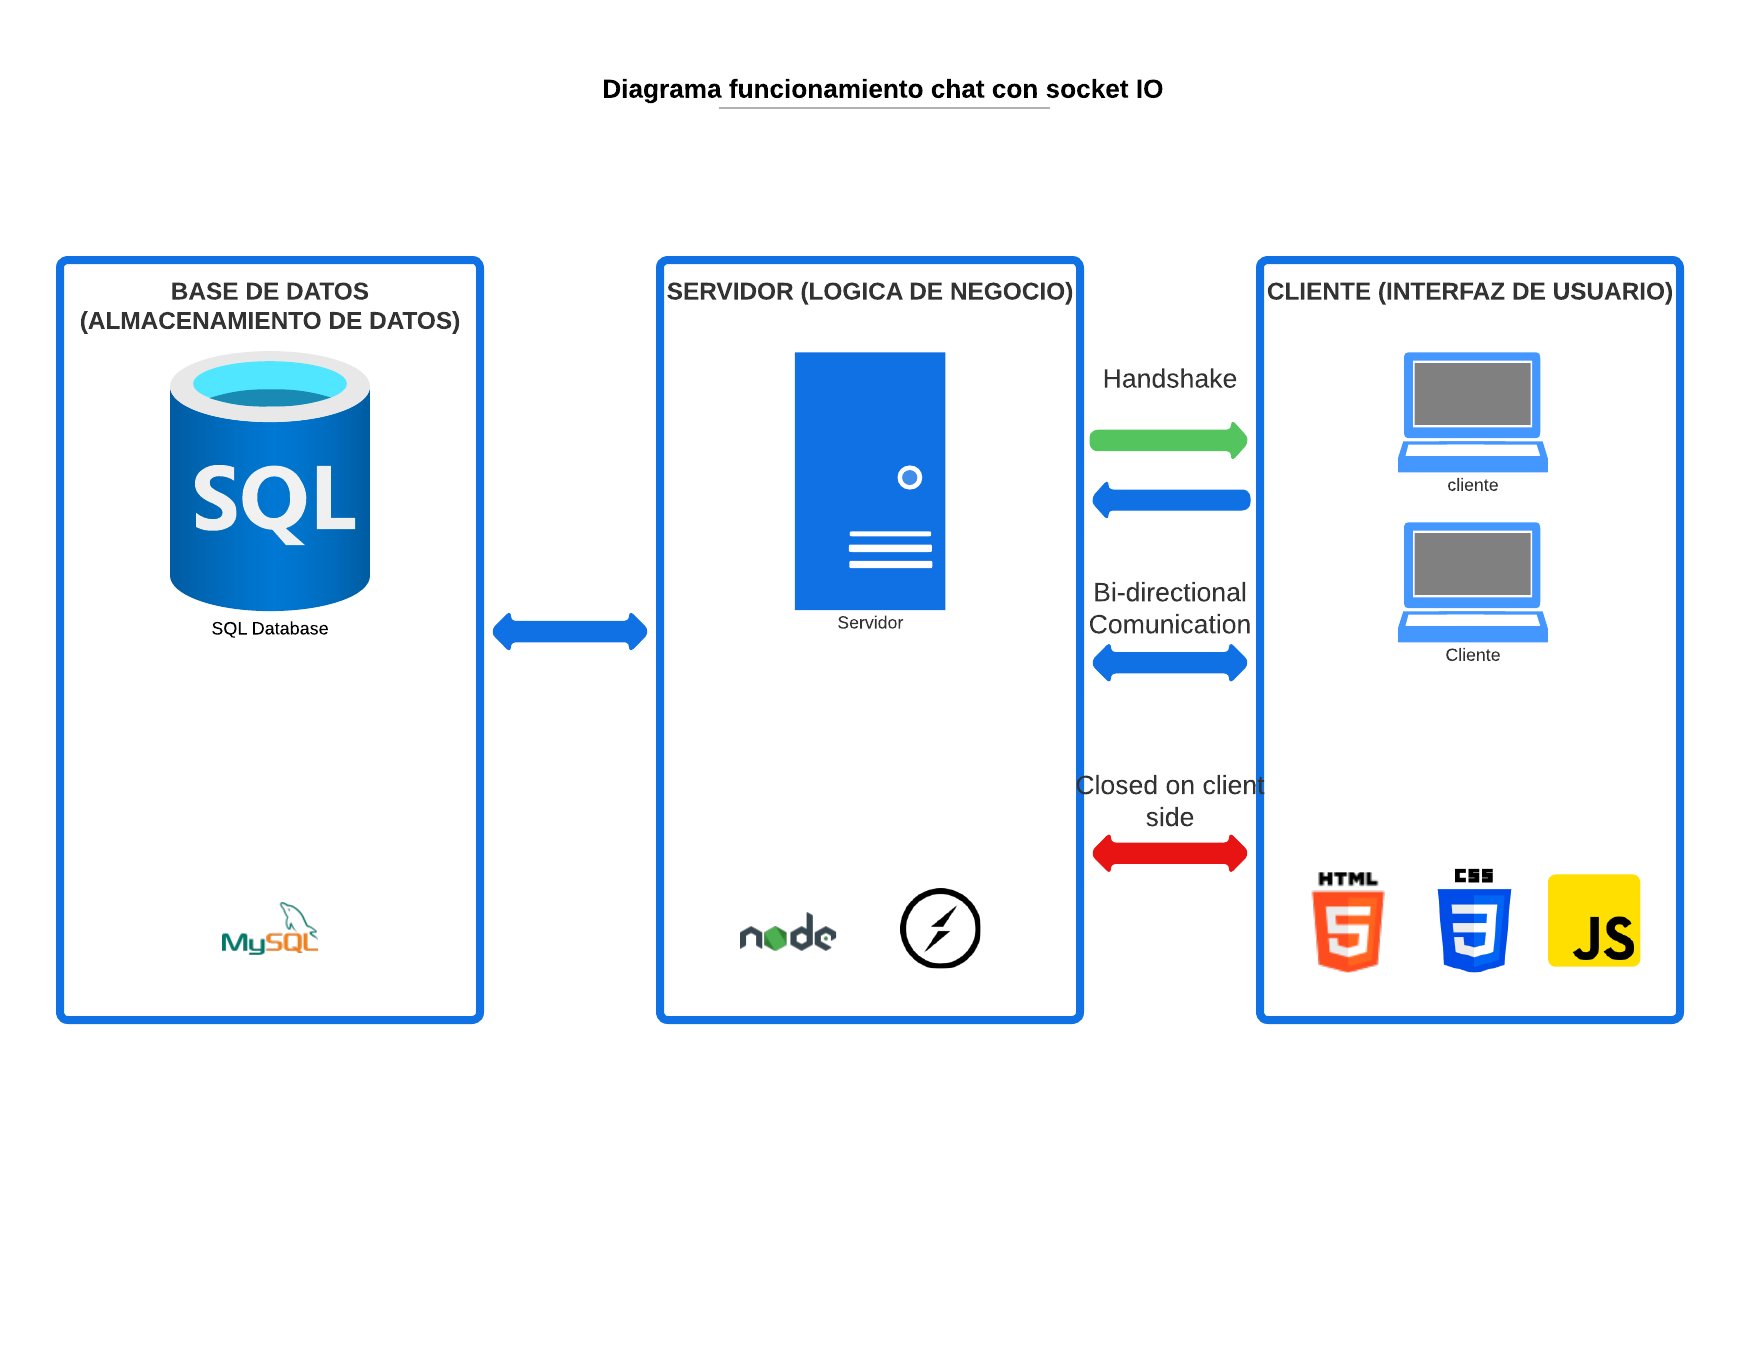 Diagrama funcionamiento chat con socket IO
BASE DE DATOS
(ALMACENAMIENTO DE DATOS)
SQL
SQL Database
MySQL
SERVIDOR (LOGICA DE NEGOCIO)
Servidor
node
Handshake
Bi-directional
Comunication
Closed on client
side
CLIENTE (INTERFAZ DE USUARIO)
cliente
Cliente
HTML
5
CSS
3
JS